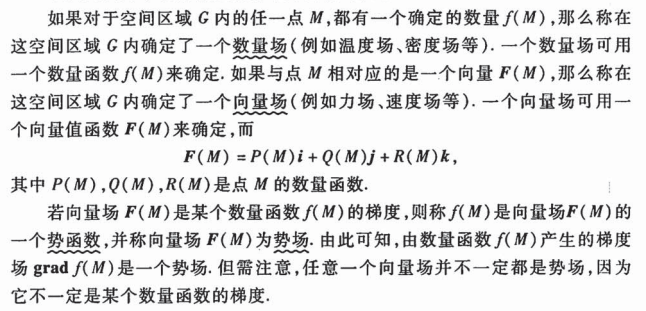 如果对于空间区域 G 内的任一点 M,都有一个确定的数量 f(M),那么称在
这空间区域 G 内确定了一个数量场(例如温度场、密度场等).一个数量场可用
一个数量函数 f(M)来确定.如果与点 M 相对应的是一个向量 F(M),那么称在
这空间区域 G 内确定了一个向量场(例如力场、速度场等).一个向量场可用一
个向量值函数 F(M)来确定,而
F(M) = P(M)i + Q(M)j + R(M)k,
其中 P(M),Q(M),R(M)是点 M 的数量函数.
若向量场 F(M)是某个数量函数 f(M)的梯度,则称 f(M)是向量场F(M)的
一个势函数,并称向量场 F(M)为势场.由此可知,由数量函数 f(M)产生的梯度
场 grad f(M)是一个势场.但需注意,任意一个向量场并不一定都是势场,因为
它不一定是某个数量函数的梯度.